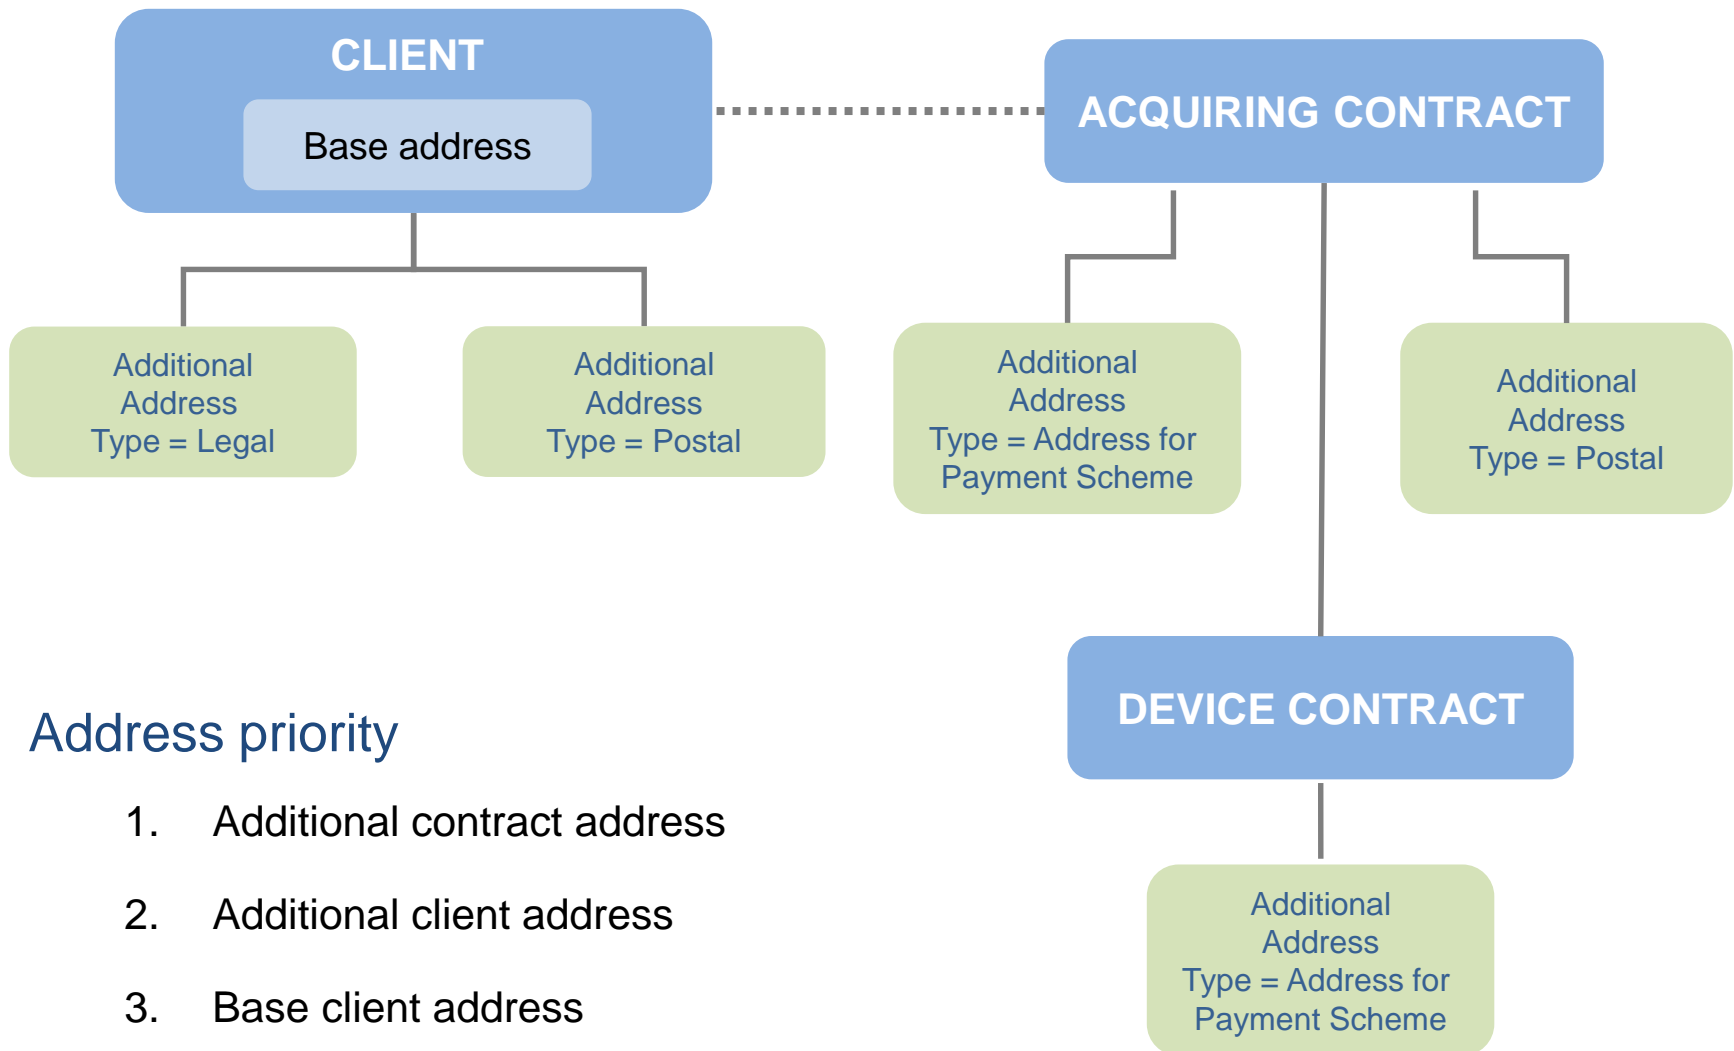 CLIENT
Base address
ACQUIRING CONTRACT
Additional
Address
Type = Legal
Additional
Address
Type = Postal
Additional
Address
Type = Address for
Payment Scheme
Additional
Address
Type = Postal
DEVICE CONTRACT
Additional
Address
Type = Address for
Payment Scheme
Address priority
1. Additional contract address
2. Additional client address
3. Base client address